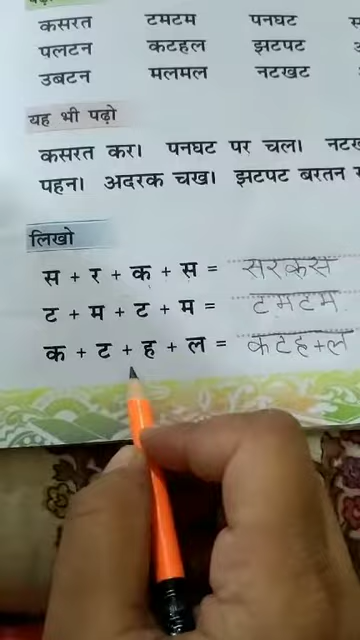 कसरत टमटम पनघट
पलटन कटहल झटपट
उबटन मलमल नटखट
यह भी पढ़ो
कसरत कर। पनघट पर चल।
पहन। अदरक चख। झटपट बरतन
लिखो
स + र + क + स = सरकस
ट + म + ट + म = टमटम
क + ट + ह + ल = कटह+ल